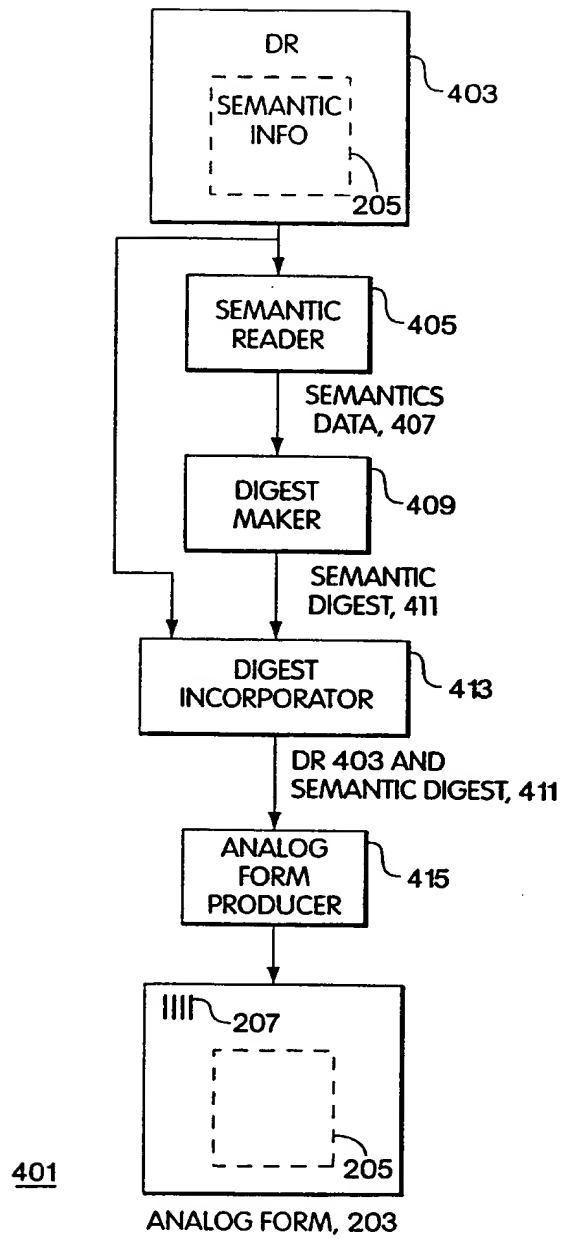 DR
403
SEMANTIC
INFO
205
SEMANTIC
READER
405
SEMANTICS
DATA, 407
DIGEST
MAKER
409
SEMANTIC
DIGEST, 411
DIGEST
INCORPORATOR
413
DR 403 AND
SEMANTIC DIGEST, 411
ANALOG
FORM
PRODUCER
415
207
205
401
ANALOG FORM, 203